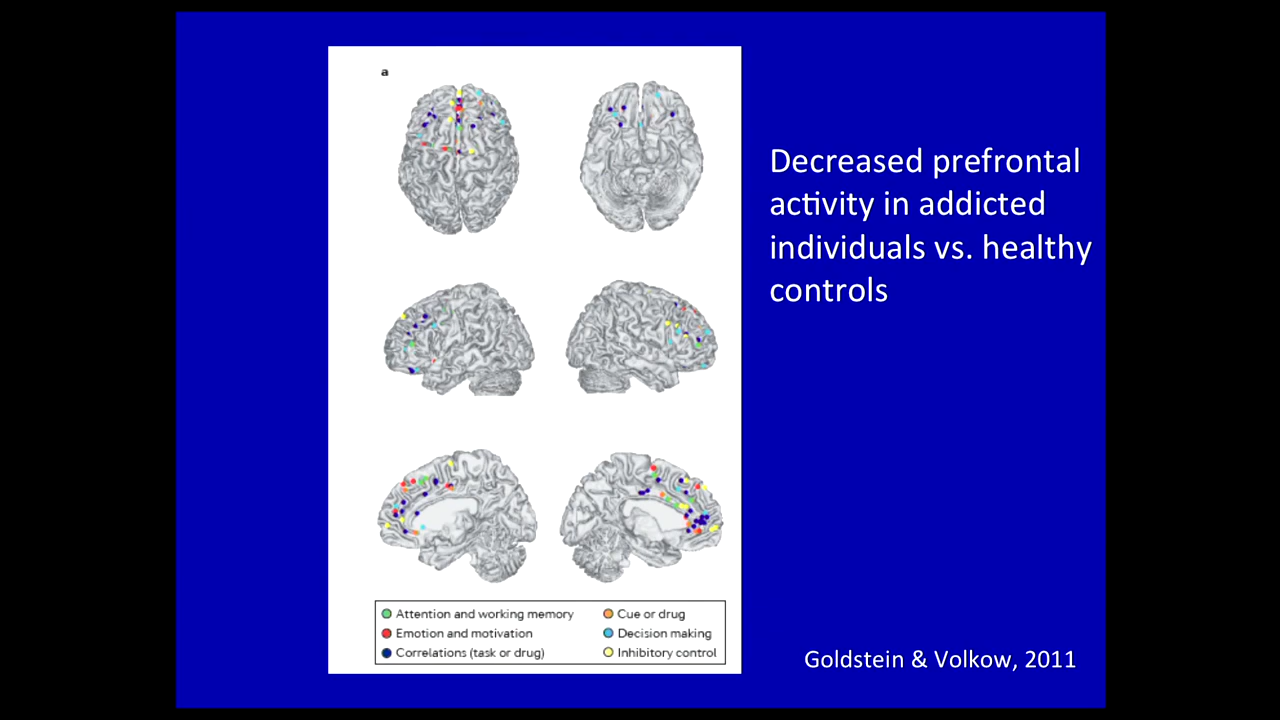 a
Decreased prefrontal
activity in addicted
individuals vs. healthy
controls
Attention and working memory
Emotion and motivation
Correlations (task or drug)
Cue or drug
Decision making
Inhibitory control
Goldstein & Volkow, 2011